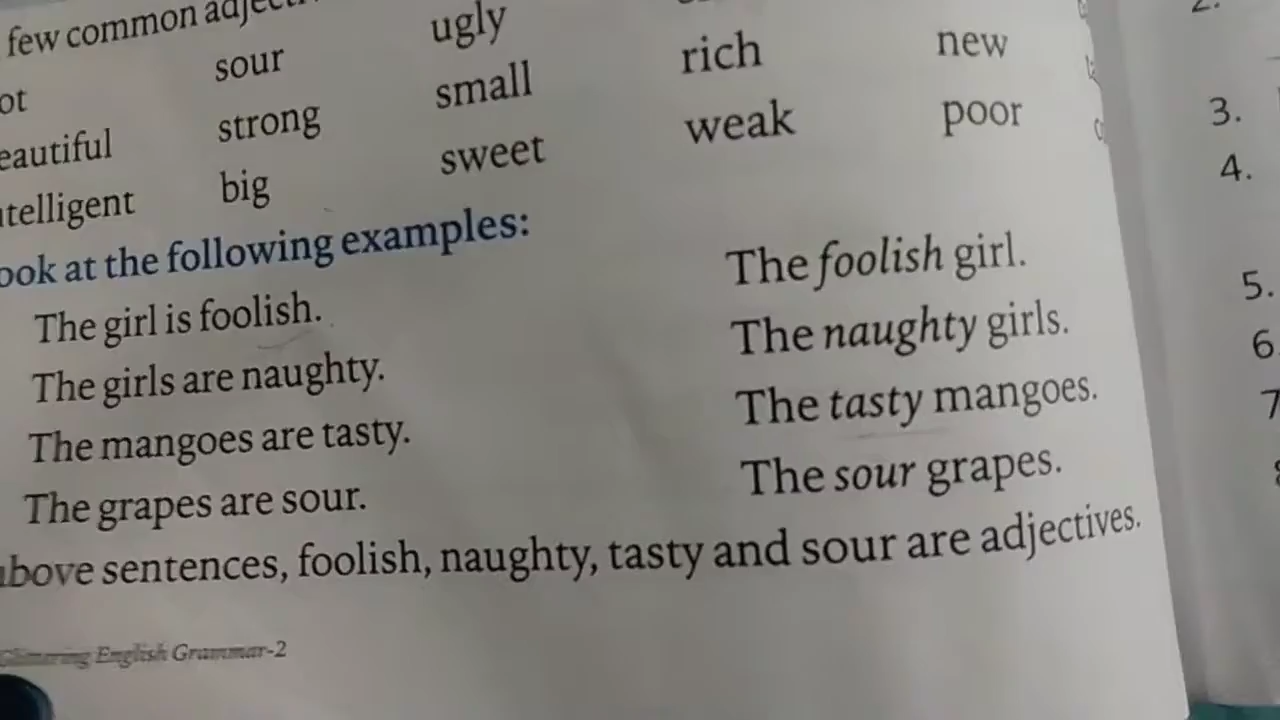 few common
sour ugly rich new
strong small weak poor
big sweet
at the following examples:
The girl is foolish. The foolish girl.
The girls are naughty. The naughty girls.
The mangoes are tasty. The tasty mangoes.
The grapes are sour. The sour grapes.
sentences, foolish, naughty, tasty and sour are adjectives.
English Grammar-2
3.
4.
5.
6.
7